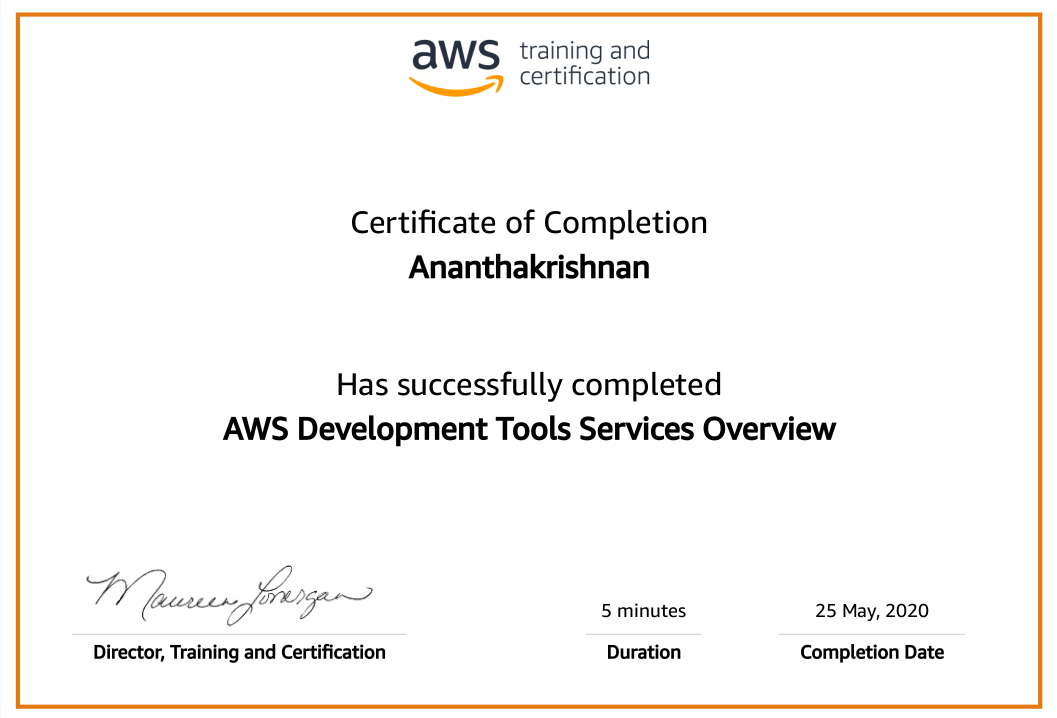 aws training and
certification
Certificate of Completion
Ananthakrishnan
Has successfully completed
AWS Development Tools Services Overview
Maureen Lonergan
5 minutes
25 May, 2020
Director, Training and Certification
Duration
Completion Date